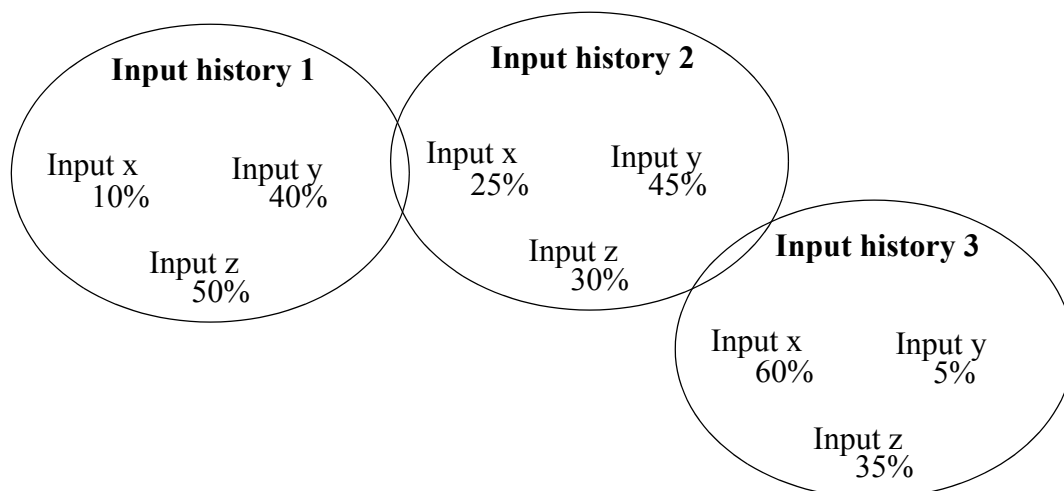 Input history 1
Input x
10%
Input y
40%
Input z
50%
Input history 2
Input x
25%
Input y
45%
Input z
30%
Input history 3
Input x
60%
Input y
5%
Input z
35%